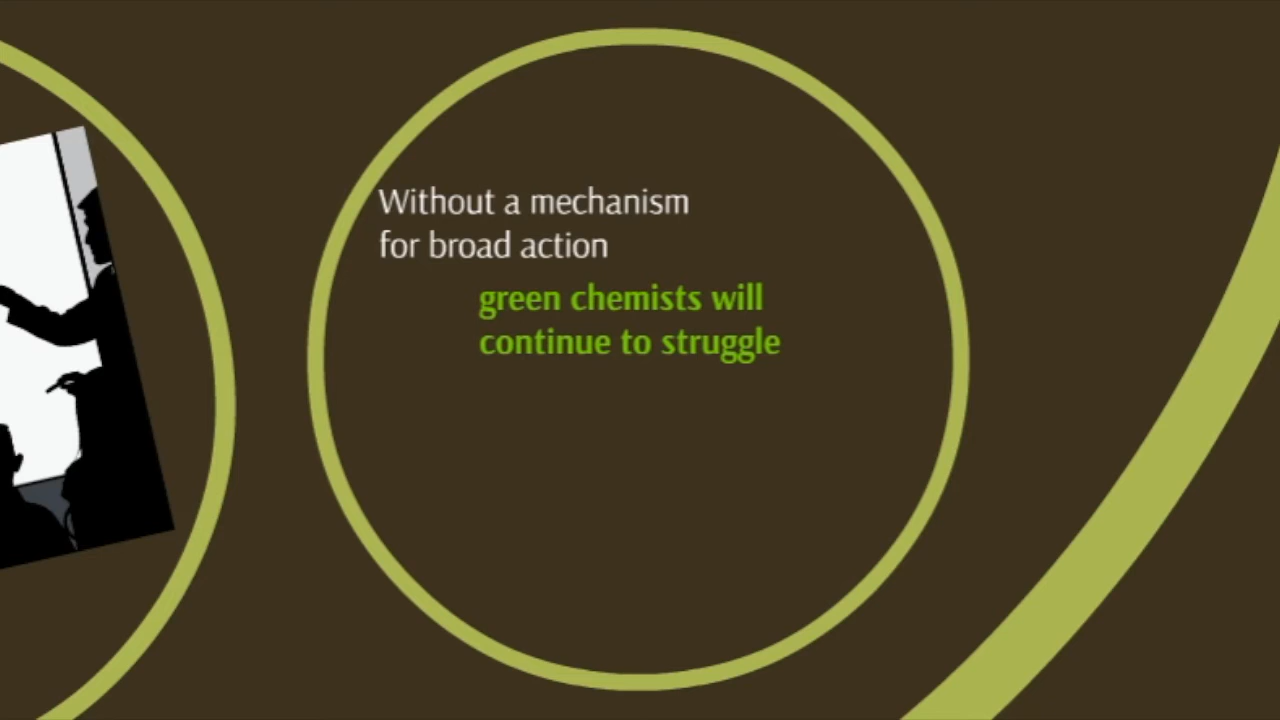 Without a mechanism
for broad action
green chemists will
continue to struggle